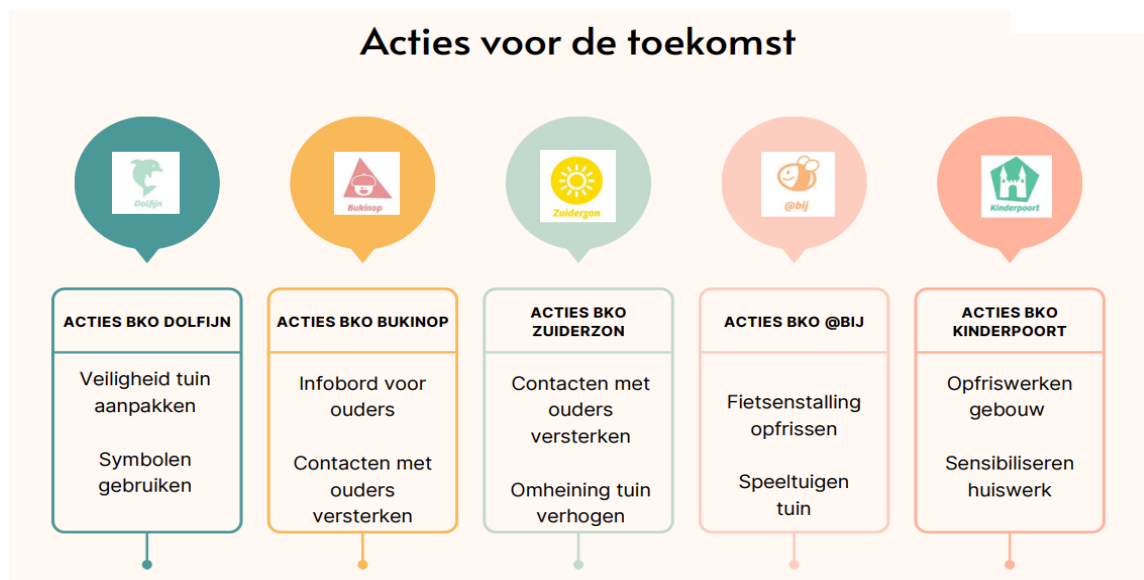 Acties voor de toekomst
Dolfijn
Bukinop
Zuiderzon
@bij
Kinderpoort
ACTIES BKO DOLFIJN
Veiligheid tuin
aanpakken
Symbolen
gebruiken
ACTIES BKO BUKINOP
Infobord voor
ouders
Contacten met
ouders
versterken
ACTIES BKO
ZUIDERZON
Contacten met
ouders
versterken
Omheining tuin
verhogen
ACTIES BKO @BIJ
Fietsenstalling
opfrissen
Speeltuigen
tuin
ACTIES BKO
KINDERPOORT
Opfriswerken
gebouw
Sensibiliseren
huiswerk